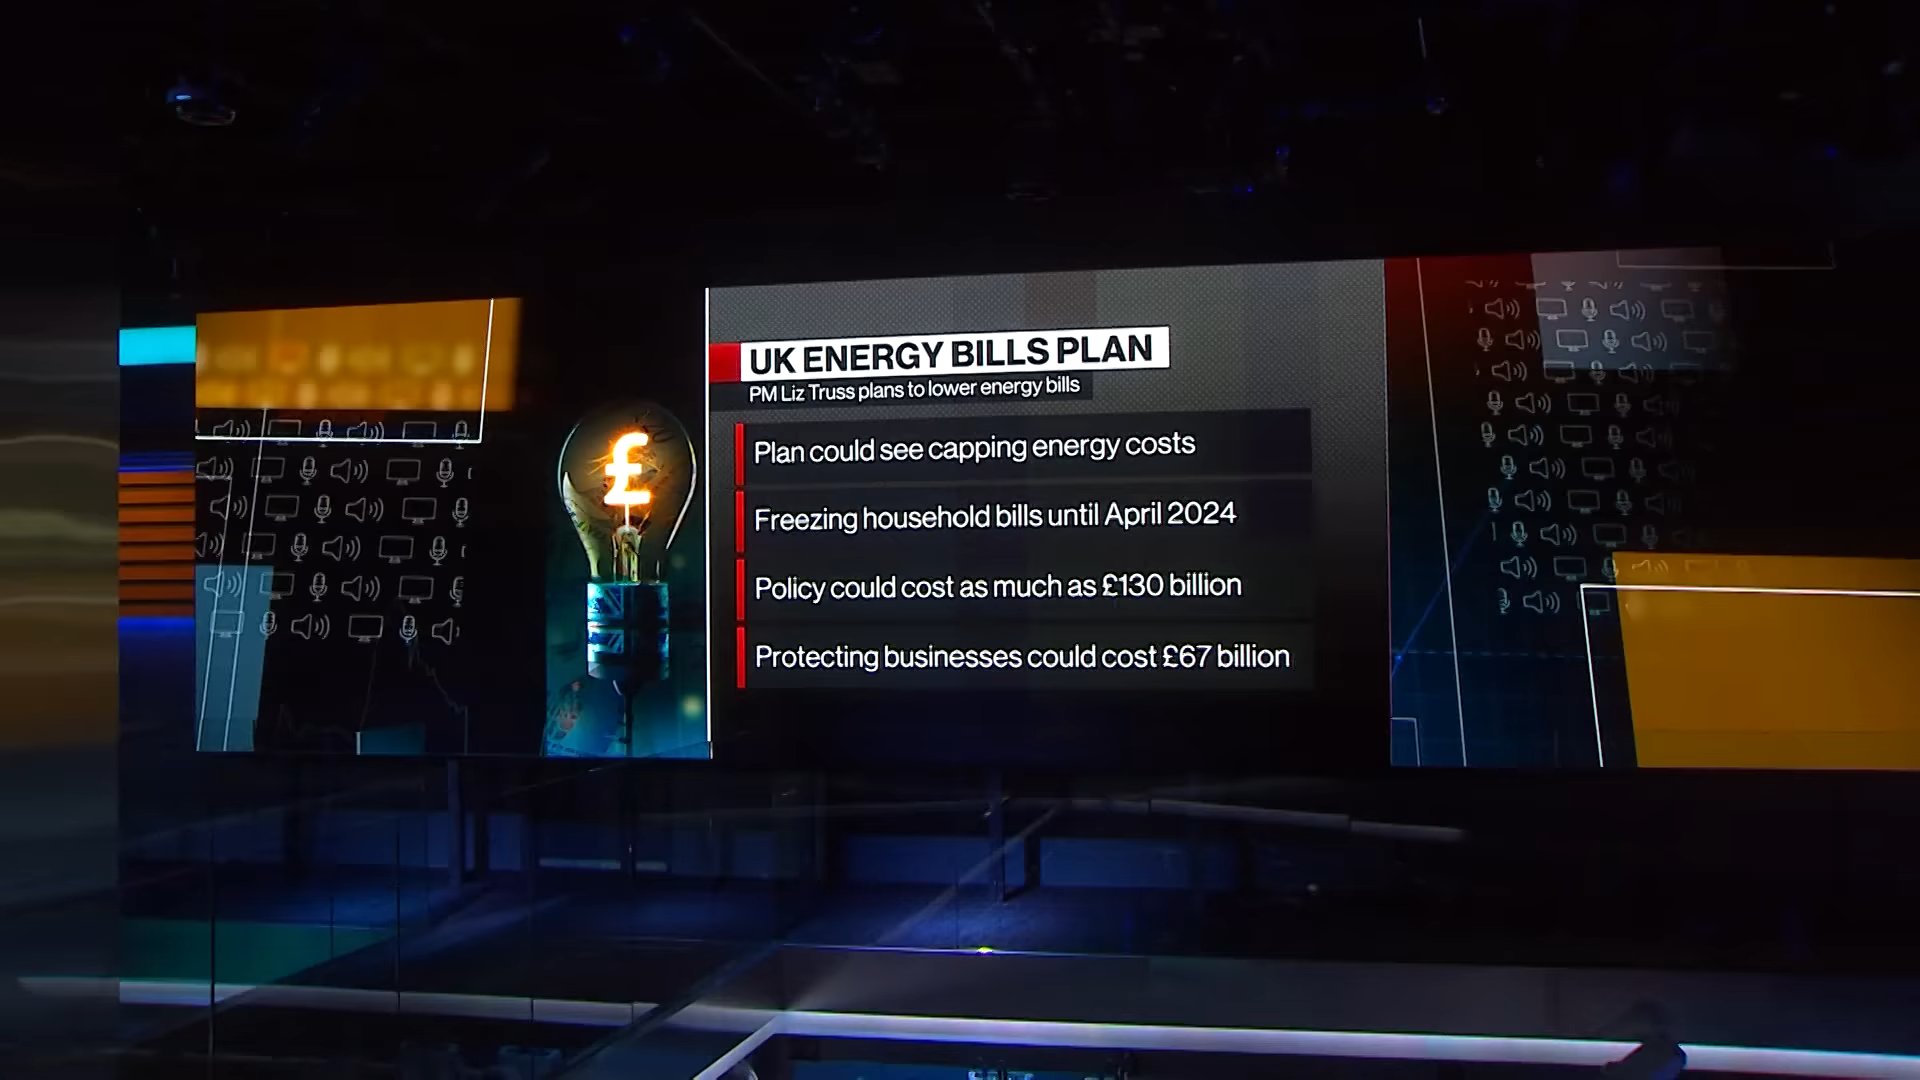 £
UK ENERGY BILLS PLAN
PM Liz Truss plans to lower energy bills
Plan could see capping energy costs
Freezing household bills until April 2024
Policy could cost as much as £130 billion
Protecting businesses could cost £67 billion